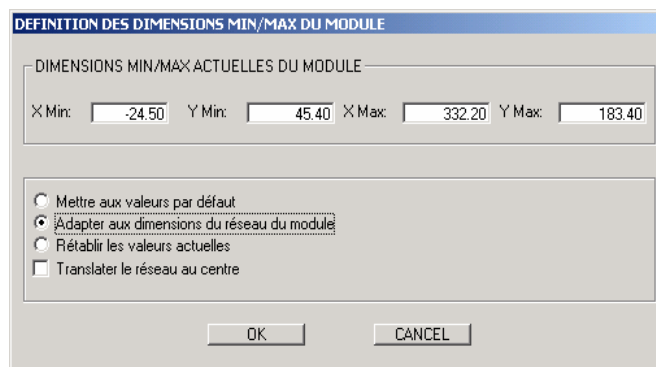 DEFINITION DES DIMENSIONS MIN/MAX DU MODULE
DIMENSIONS MIN/MAX ACTUELLES DU MODULE
X Min: -24.50 Y Min: 45.40 X Max: 332.20 Y Max: 183.40
Mettre aux valeurs par défaut
Adapter aux dimensions du réseau du module
Rétablir les valeurs actuelles
Translater le réseau au centre
OK CANCEL